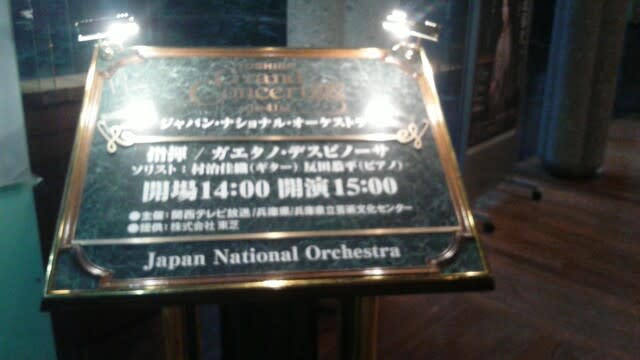 TOSHIBA
Grand
Concert
ジャパン・ナショナル・オーケストラ
指揮 / ガエタノ・デスピノーサ
ソリスト：村治佳織(ギター) 反田恭平(ピアノ)
開場14:00 開演15:00
●主催：関西テレビ放送/兵庫県/兵庫県立芸術文化センター
●提供：株式会社 東芝
Japan National Orchestra